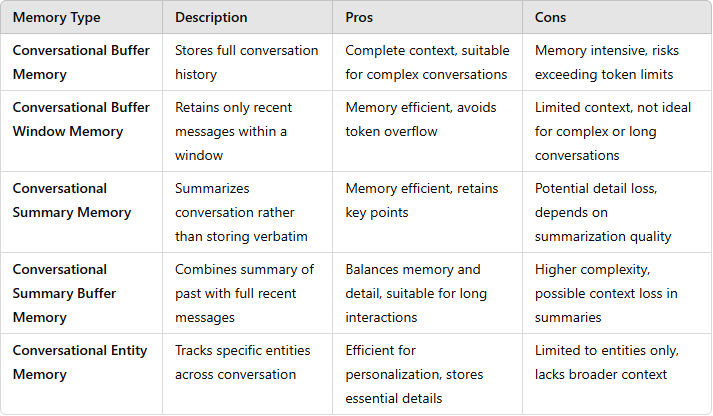 Memory Type Description Pros Cons
Conversational Buffer Stores full conversation Complete context, suitable Memory intensive, risks
Memory history for complex conversations exceeding token limits
Conversational Buffer Retains only recent Memory efficient, avoids Limited context, not ideal
Window Memory messages within a token overflow for complex or long
window conversations
Conversational Summarizes Memory efficient, retains Potential detail loss,
Summary Memory conversation rather key points depends on
than storing verbatim summarization quality
Conversational Combines summary of Balances memory and Higher complexity,
Summary Buffer past with full recent detail, suitable for long possible context loss in
Memory messages interactions summaries
Conversational Entity Tracks specific entities Efficient for Limited to entities only,
Memory across conversation personalization, stores lacks broader context
essential details